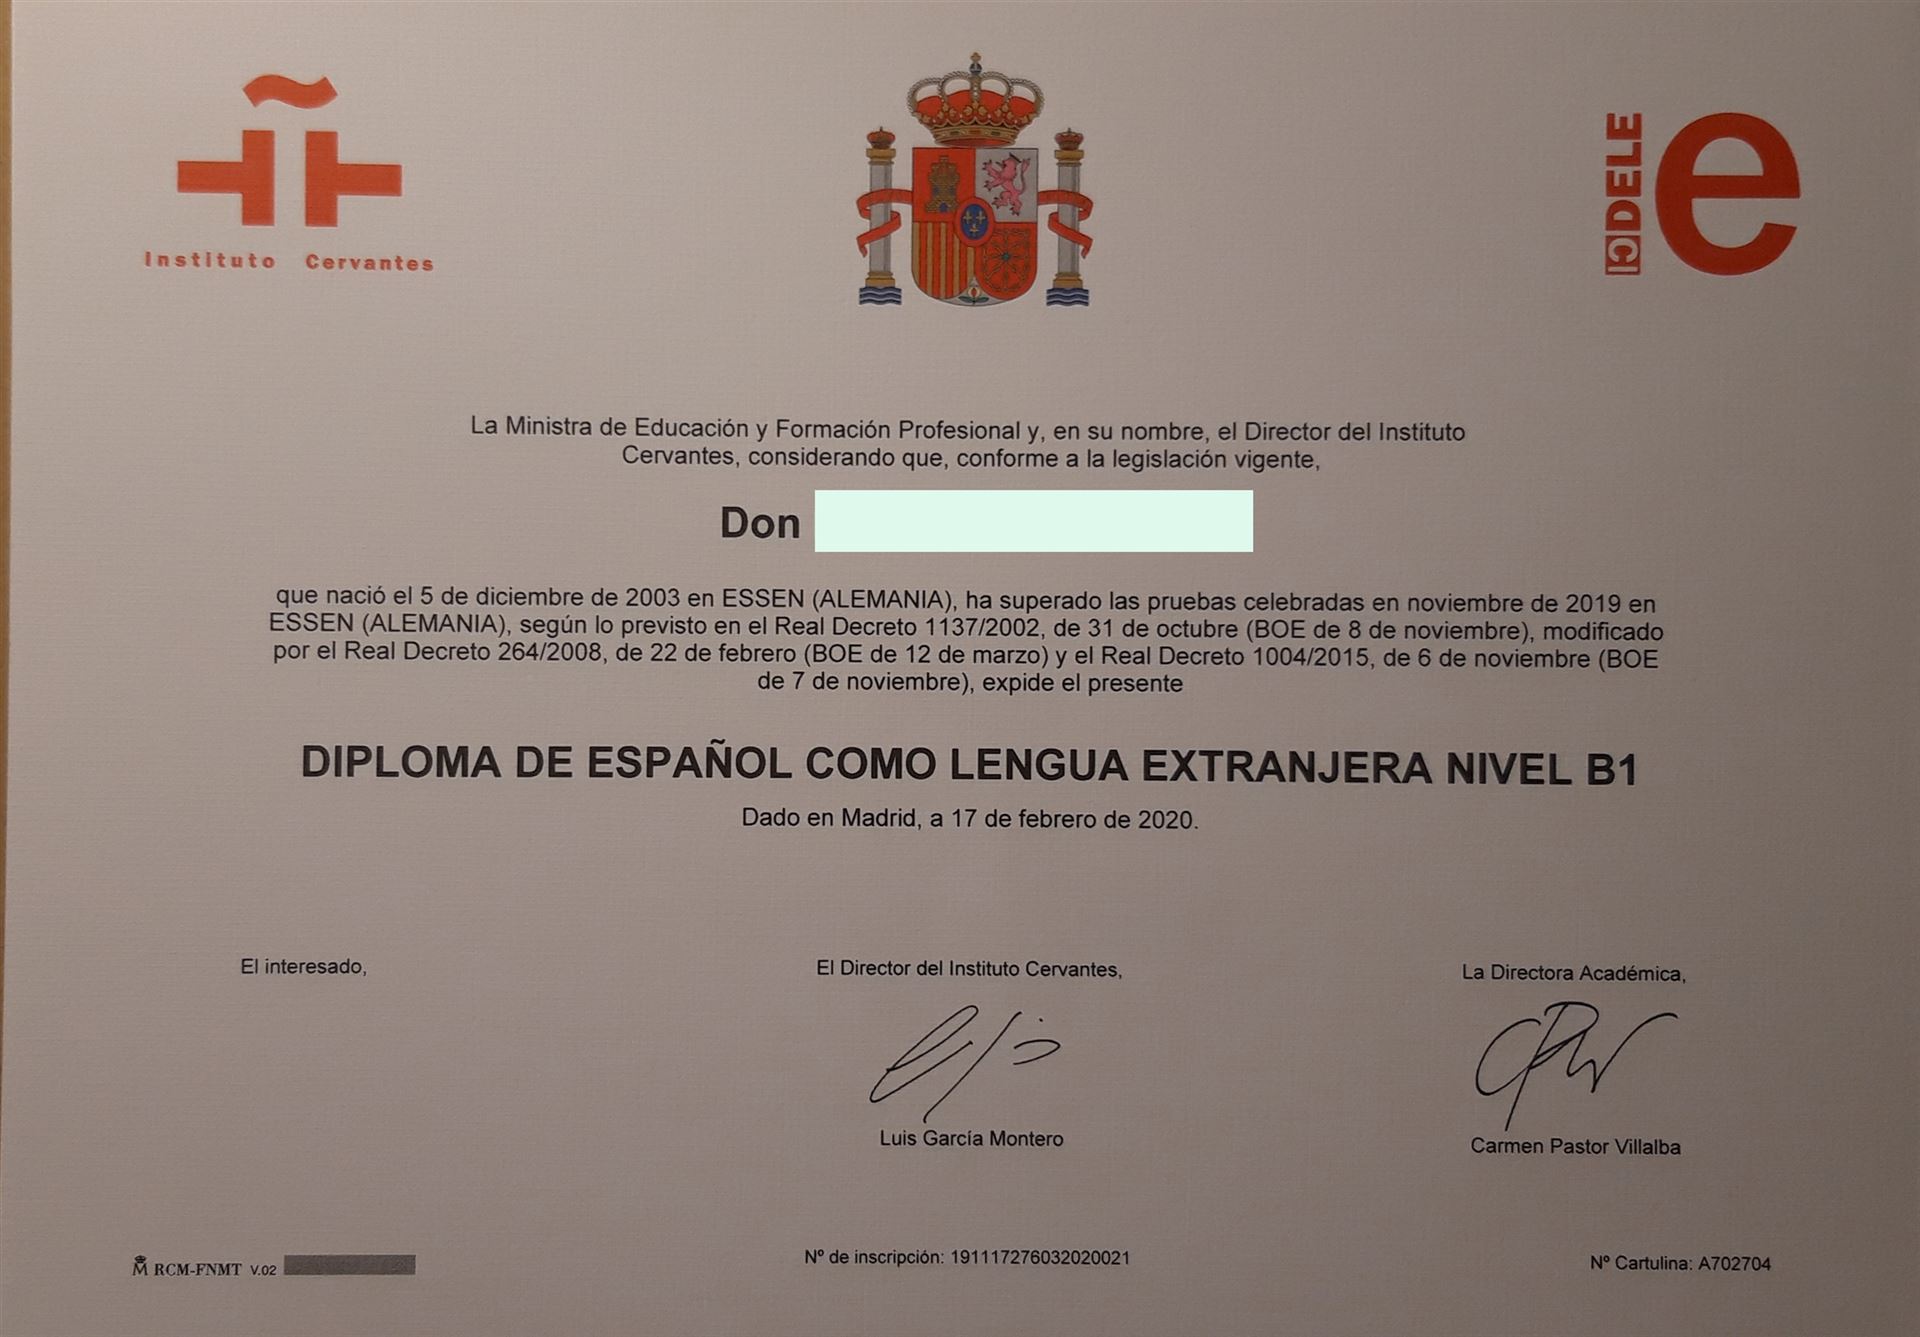 Instituto Cervantes
IC DELE
e
La Ministra de Educación y Formación Profesional y, en su nombre, el Director del Instituto
Cervantes, considerando que, conforme a la legislación vigente,
Don
que nació el 5 de diciembre de 2003 en ESSEN (ALEMANIA), ha superado las pruebas celebradas en noviembre de 2019 en
ESSEN (ALEMANIA), según lo previsto en el Real Decreto 1137/2002, de 31 de octubre (BOE de 8 de noviembre), modificado
por el Real Decreto 264/2008, de 22 de febrero (BOE de 12 de marzo) y el Real Decreto 1004/2015, de 6 de noviembre (BOE
de 7 de noviembre), expide el presente
DIPLOMA DE ESPAÑOL COMO LENGUA EXTRANJERA NIVEL B1
Dado en Madrid, a 17 de febrero de 2020.
El interesado,
El Director del Instituto Cervantes,
La Directora Académica,
Luis García Montero
Carmen Pastor Villalba
M RCM-FNMT V.02
Nº de inscripción: 191117276032020021
Nº Cartulina: A702704